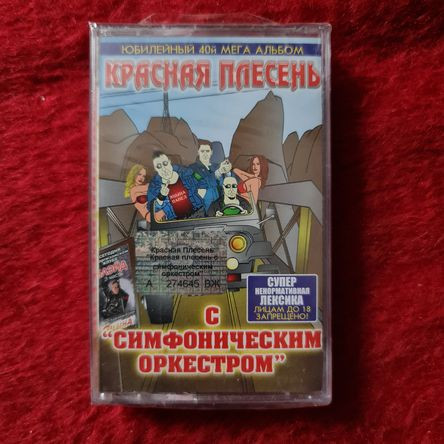 ЮБИЛЕЙНЫЙ 40й МЕГА АЛЬБОМ
КРАСНАЯ ПЛЕСЕНЬ
Красная Плесень
"Красная плесень с
симфоническим
оркестром"
А 274645 ВЖ
СУПЕР
НЕНОРМАТИВНАЯ
ЛЕКСИКА
ЛИЦАМ ДО 18
ЗАПРЕЩЕНО!
С
"СИМФОНИЧЕСКИМ
ОРКЕСТРОМ"